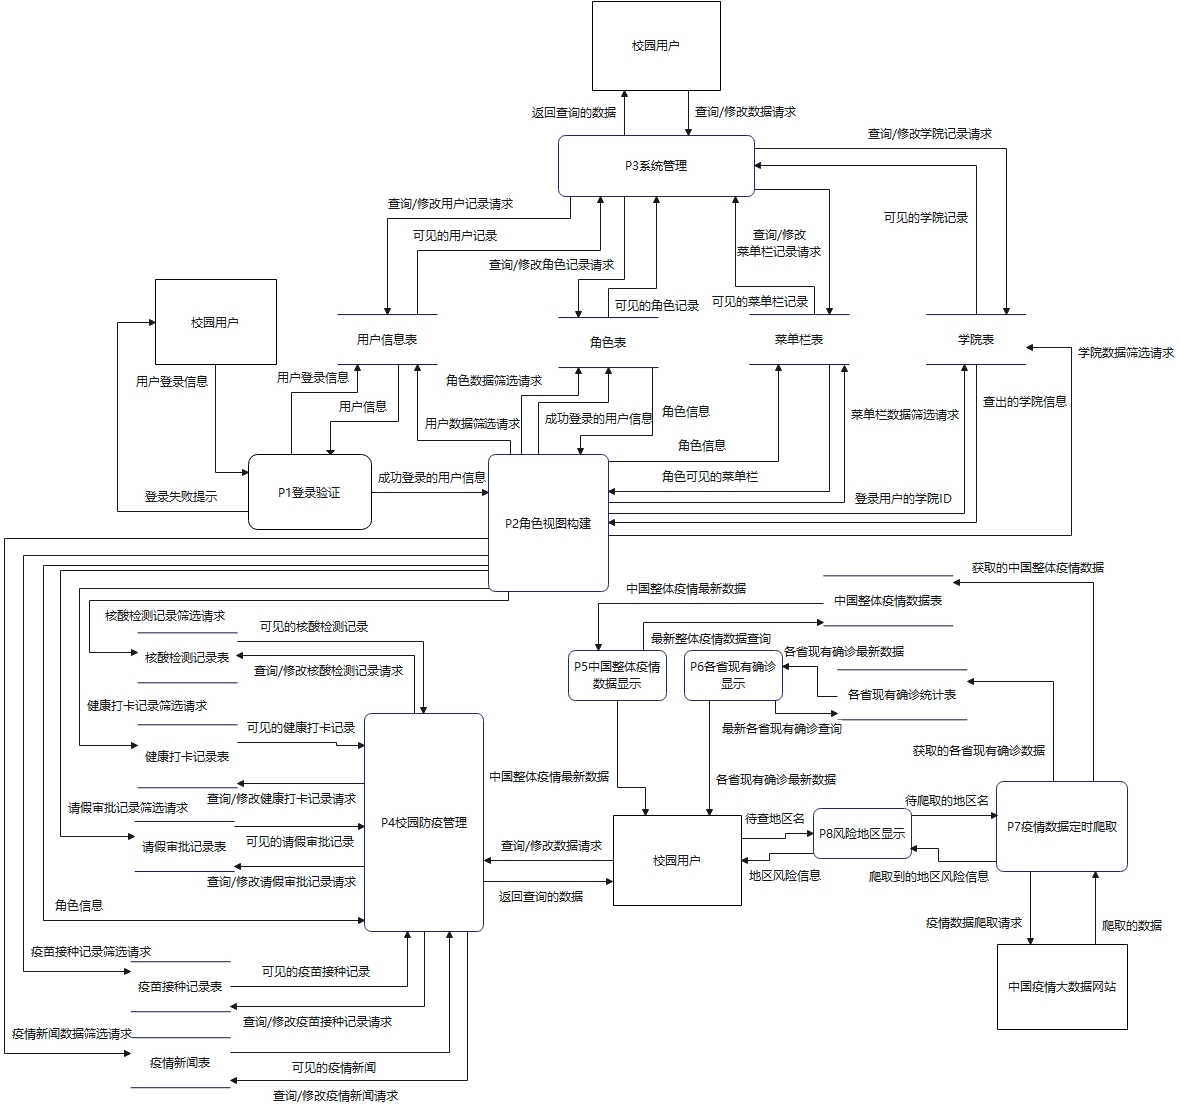 校园用户
返回查询的数据
查询/修改数据请求
查询/修改学院记录请求
P3系统管理
查询/修改用户记录请求
可见的学院记录
可见的用户记录
查询/修改
菜单栏记录请求
查询/修改角色记录请求
可见的角色记录
可见的菜单栏记录
校园用户
用户信息表
角色表
菜单栏表
学院表
学院数据筛选请求
用户登录信息
用户登录信息
角色数据筛选请求
用户信息
查出的学院信息
角色信息
菜单栏数据筛选请求
成功登录的用户信息
用户数据筛选请求
角色信息
角色可见的菜单栏
成功登录的用户信息
P1登录验证
登录失败提示
登录用户的学院ID
P2角色视图构建
获取的中国整体疫情数据
中国整体疫情最新数据
中国整体疫情数据表
核酸检测记录筛选请求
可见的核酸检测记录
最新整体疫情数据查询
各省现有确诊最新数据
核酸检测记录表
查询/修改核酸检测记录请求
P5中国整体疫情
数据显示
P6各省现有确诊
显示
各省现有确诊统计表
健康打卡记录筛选请求
可见的健康打卡记录
最新各省现有确诊查询
健康打卡记录表
获取的各省现有确诊数据
中国整体疫情最新数据
各省现有确诊最新数据
查询/修改健康打卡记录请求
请假审批记录筛选请求
待爬取的地区名
P4校园防疫管理
待查地区名
P8风险地区显示
P7疫情数据定时爬取
可见的请假审批记录
请假审批记录表
查询/修改数据请求
校园用户
地区风险信息
爬取到的地区风险信息
查询/修改请假审批记录请求
返回查询的数据
角色信息
疫情数据爬取请求
爬取的数据
疫苗接种记录筛选请求
可见的疫苗接种记录
疫苗接种记录表
中国疫情大数据网站
查询/修改疫苗接种记录请求
疫情新闻数据筛选请求
疫情新闻表
可见的疫情新闻
查询/修改疫情新闻请求